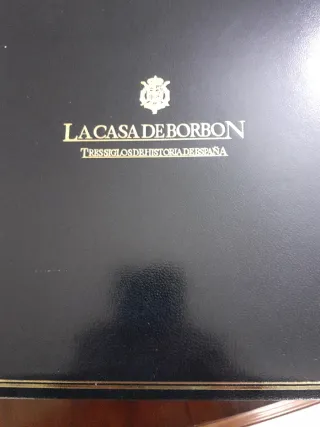 LA CASA DE BORBON
TRES SIGLOS DE HISTORIA DE ESPAÑA